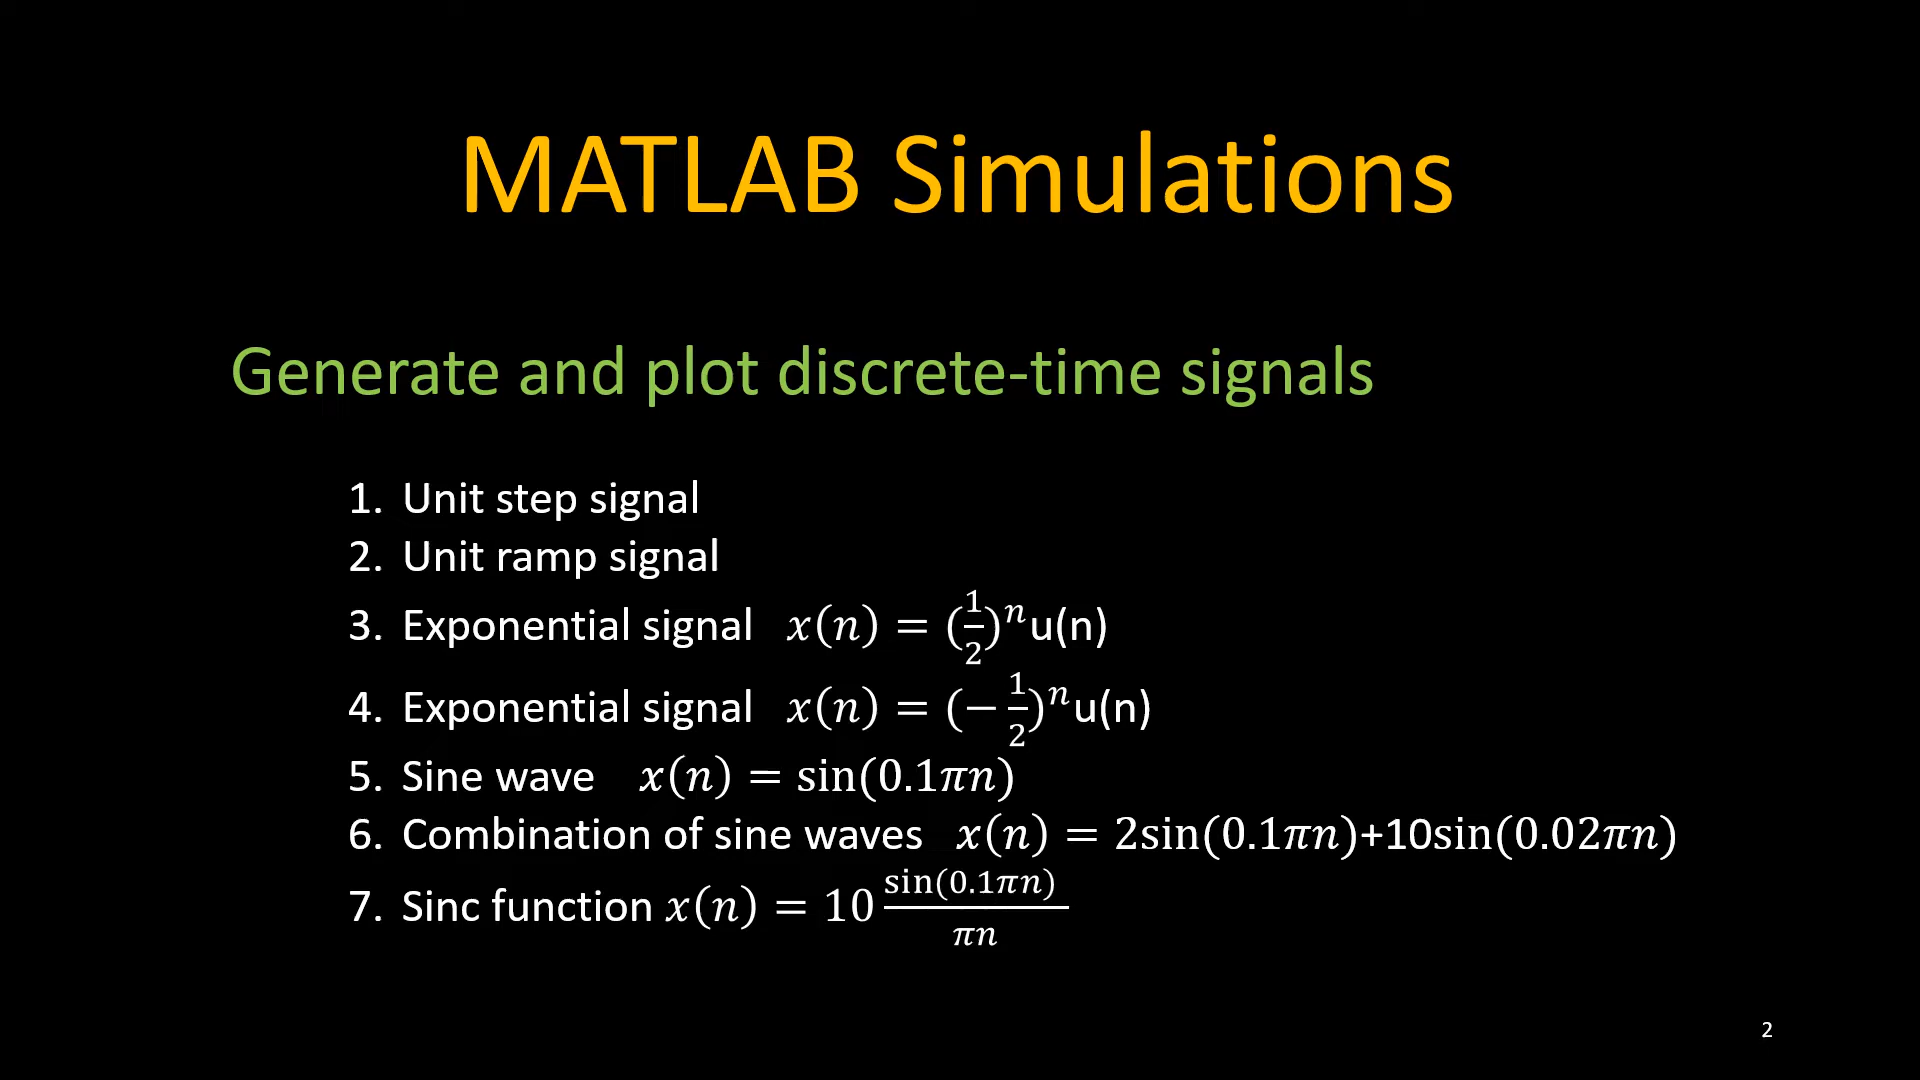 MATLAB Simulations
Generate and plot discrete-time signals
1. Unit step signal
2. Unit ramp signal
3. Exponential signal x(n) = (1/2)ⁿu(n)
4. Exponential signal x(n) = (−1/2)ⁿu(n)
5. Sine wave x(n) = sin(0.1πn)
6. Combination of sine waves x(n) = 2sin(0.1πn)+10sin(0.02πn)
7. Sinc function x(n) = 10 sin(0.1πn)/πn
2